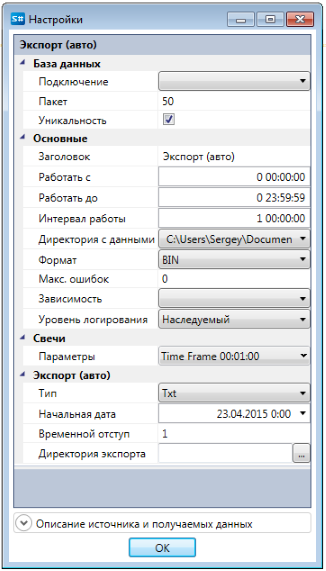 S# Настройки
Экспорт (авто)
База данных
Подключение
Пакет 50
Уникальность
Основные
Заголовок Экспорт (авто)
Работать с 0 00:00:00
Работать до 0 23:59:59
Интервал работы 1 00:00:00
Директория с данными C:\Users\Sergey\Documen
Формат BIN
Макс. ошибок 0
Зависимость
Уровень логирования Наследуемый
Свечи
Параметры Time Frame 00:01:00
Экспорт (авто)
Тип Txt
Начальная дата 23.04.2015 0:00
Временной отступ 1
Директория экспорта ...
Описание источника и получаемых данных
OK